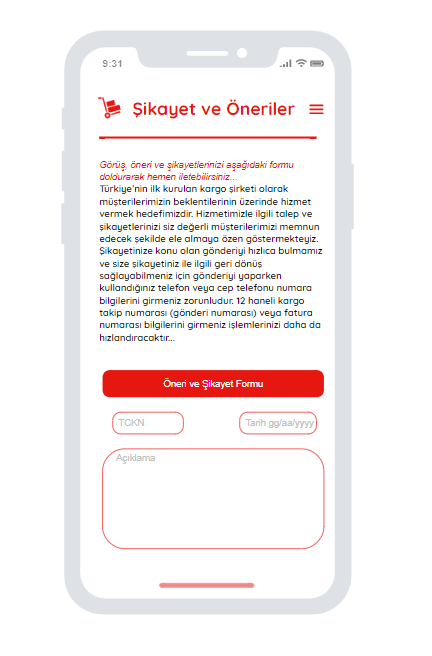 9:31
Şikayet ve Öneriler
Görüş, öneri ve şikayetlerinizi aşağıdaki formu
doldurarak hemen iletebilirsiniz...
Türkiye'nin ilk kurulan kargo şirketi olarak
müşterilerimizin beklentilerinin üzerinde hizmet
vermek hedefimizdir. Hizmetimizle ilgili talep ve
şikayetlerinizi siz değerli müşterilerimizi memnun
edecek şekilde ele almaya özen göstermekteyiz.
Şikayetinize konu olan gönderiyi hızlıca bulmamız
ve size şikayetiniz ile ilgili geri dönüş
sağlayabilmeniz için gönderiyi yaparken
kullandığınız telefon veya cep telefonu numara
bilgilerini girmeniz zorunludur. 12 haneli kargo
takip numarası (gönderi numarası) veya fatura
numarası bilgilerini girmeniz işlemlerinizi daha da
hızlandıracaktır...
Öneri ve Şikayet Formu
TCKN
Tarih gg/aa/yyyy
Açıklama